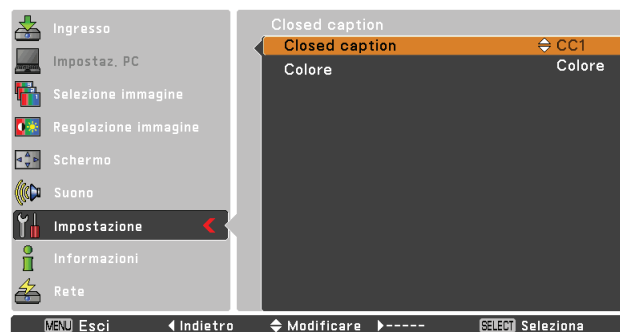 Ingresso
Impostaz. PC
Selezione immagine
Regolazione immagine
Schermo
Suono
Impostazione
Informazioni
Rete
Closed caption
Closed caption CC1
Colore Colore
MENU Esci Indietro Modificare ----- SELECT Seleziona